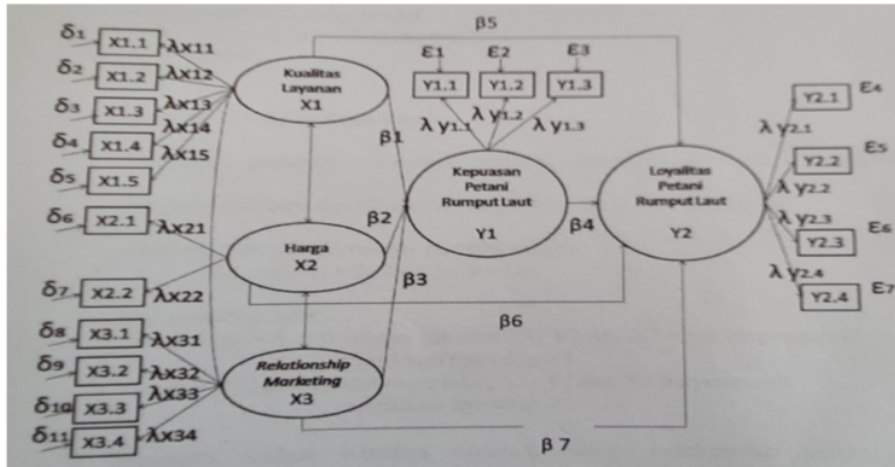 β5
δ1
X1.1
λx11
δ2
X1.2
λx12
δ3
X1.3
λx13
δ4
X1.4
λx14
δ5
X1.5
λx15
Kualitas
Layanan
X1
ε1
ε2
ε3
Y1.1
Y1.2
Y1.3
λ y1.1
λ y1.2
λ y1.3
β1
β2
β3
Kepuasan
Petani
Rumput Laut
Y1
β4
Loyalitas
Petani
Rumput Laut
Y2
Y2.1
ε4
λ y2.1
Y2.2
ε5
λ y2.2
Y2.3
ε6
λ y2.3
Y2.4
ε7
λ y2.4
δ6
X2.1
λx21
δ7
X2.2
λx22
Harga
X2
β6
δ8
X3.1
λx31
δ9
X3.2
λx32
δ10
X3.3
λx33
δ11
X3.4
λx34
Relationship
Marketing
X3
β 7